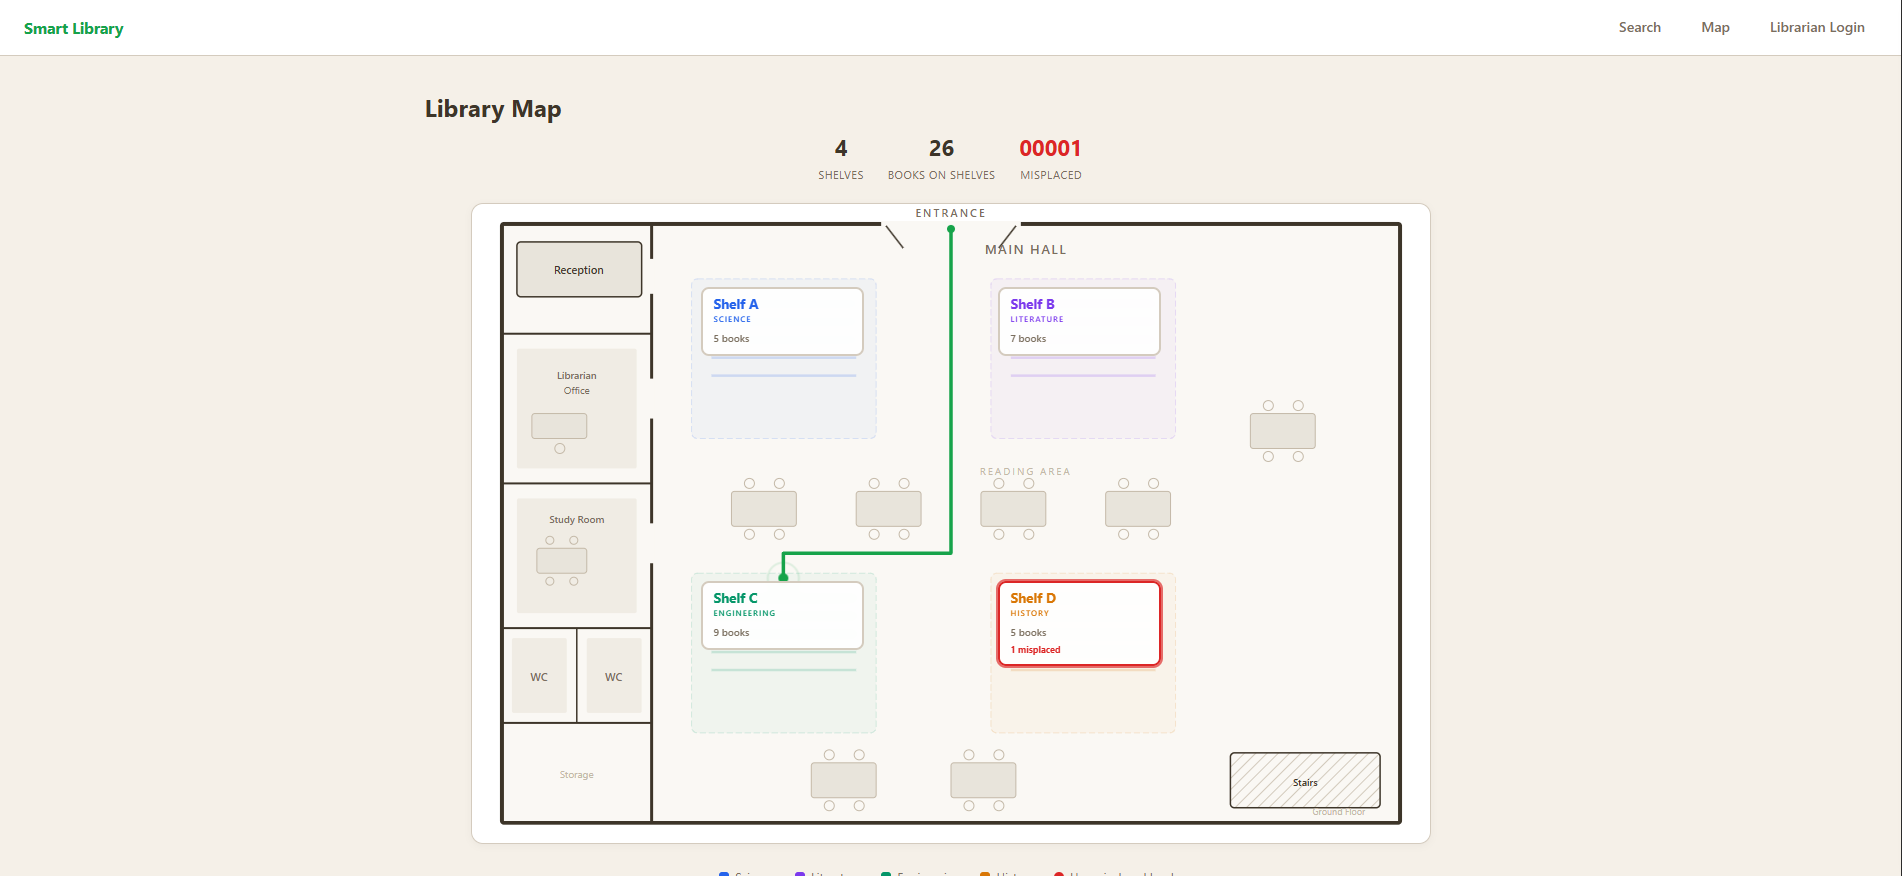 Smart Library
Search
Map
Librarian Login
Library Map
4
26
00001
SHELVES
BOOKS ON SHELVES
MISPLACED
ENTRANCE
MAIN HALL
Reception
Shelf A
SCIENCE
5 books
Shelf B
LITERATURE
7 books
Librarian
Office
READING AREA
Study Room
Shelf C
ENGINEERING
9 books
Shelf D
HISTORY
5 books
1 misplaced
WC
WC
Storage
Stairs
Ground Floor